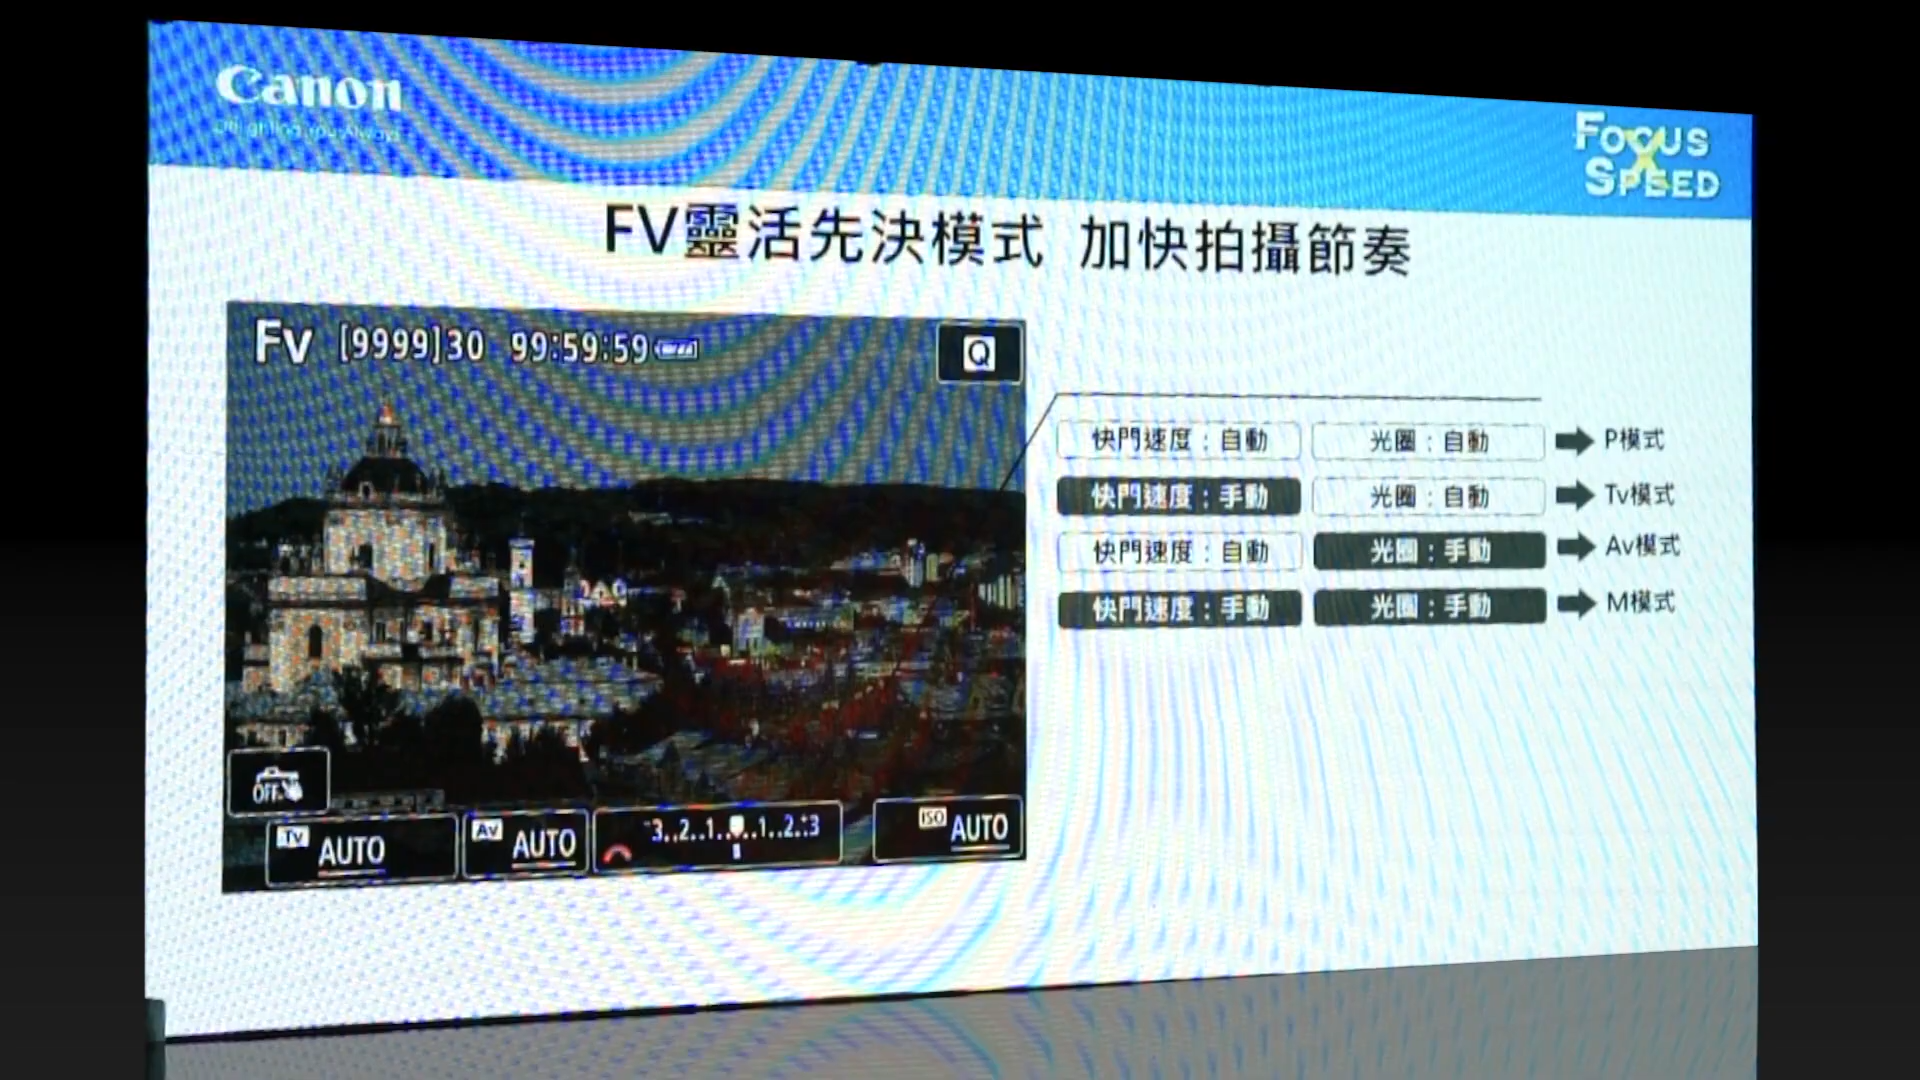 Canon
Delighting You Always
FOCUS
X
SPEED
FV靈活先決模式 加快拍攝節奏
Fv [9999]30 99:59:59
Q
快門速度:自動 光圈:自動 P模式
快門速度:手動 光圈:自動 Tv模式
快門速度:自動 光圈:手動 Av模式
快門速度:手動 光圈:手動 M模式
OFF
Tv AUTO Av AUTO -3..2..1..0..1..2..+3 ISO AUTO